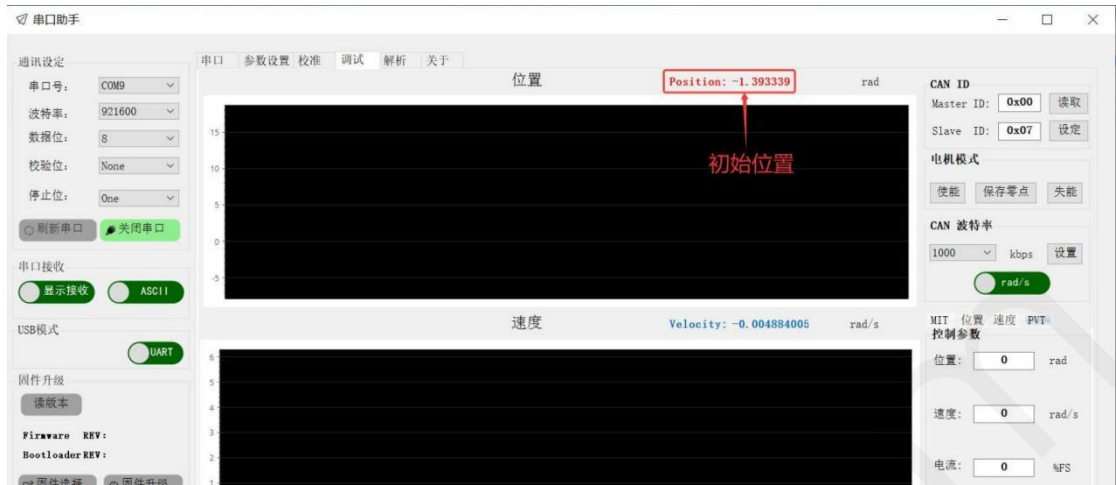 串口助手
通讯设定
串口号： COM9
波特率： 921600
数据位： 8
校验位： None
停止位： One
刷新串口 关闭串口
串口接收
显示接收 ASCII
USB模式
UART
固件升级
读版本
Firmware REV:
Bootloader REV:
固件选择 固件升级
串口 参数设置 校准 调试 解析 关于
位置 Position: -1.393339 rad
初始位置
15
10
5
0
-5
速度 Velocity: -0.004884005 rad/s
6
5
4
3
2
1
CAN ID
Master ID: 0x00 读取
Slave ID: 0x07 设定
电机模式
使能 保存零点 失能
CAN 波特率
1000 kbps 设置
rad/s
MIT 位置 速度 PVT
控制参数
位置： 0 rad
速度： 0 rad/s
电流： 0 %FS